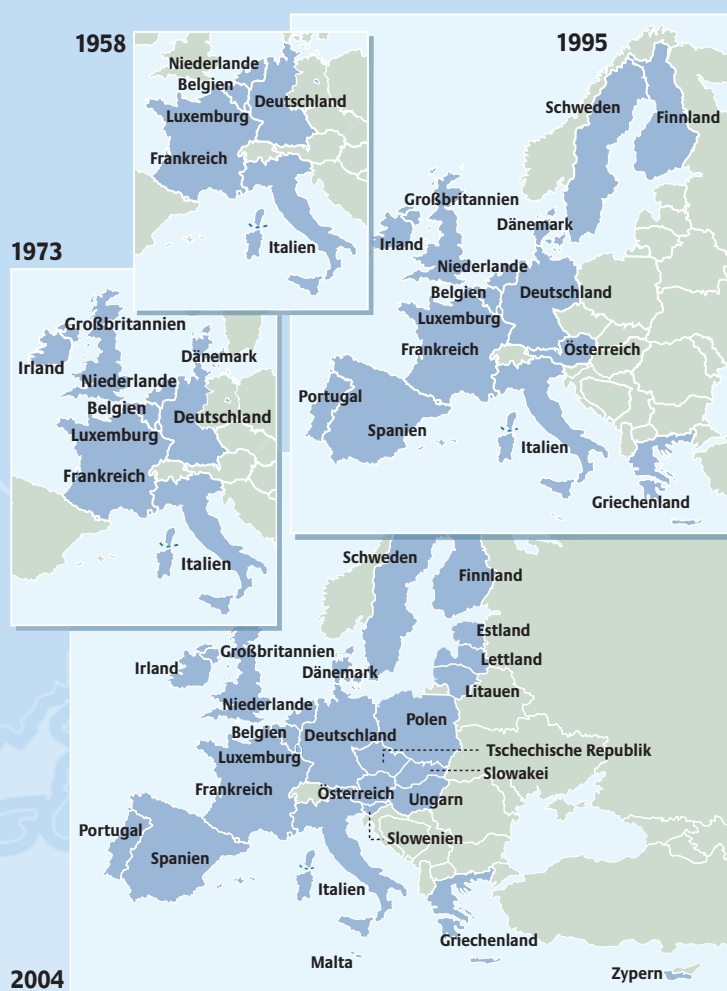 1958
Niederlande
Belgien
Deutschland
Luxemburg
Frankreich
Italien
1973
Großbritannien
Irland
Dänemark
Niederlande
Belgien
Deutschland
Luxemburg
Frankreich
Italien
1995
Schweden
Finnland
Großbritannien
Dänemark
Irland
Niederlande
Belgien
Deutschland
Luxemburg
Frankreich
Österreich
Portugal
Spanien
Italien
Griechenland
Schweden
Finnland
Estland
Großbritannien
Lettland
Irland
Dänemark
Litauen
Niederlande
Polen
Belgien
Deutschland
Tschechische Republik
Luxemburg
Slowakei
Frankreich
Österreich
Ungarn
Portugal
Slowenien
Spanien
Italien
Griechenland
Malta
Zypern
2004